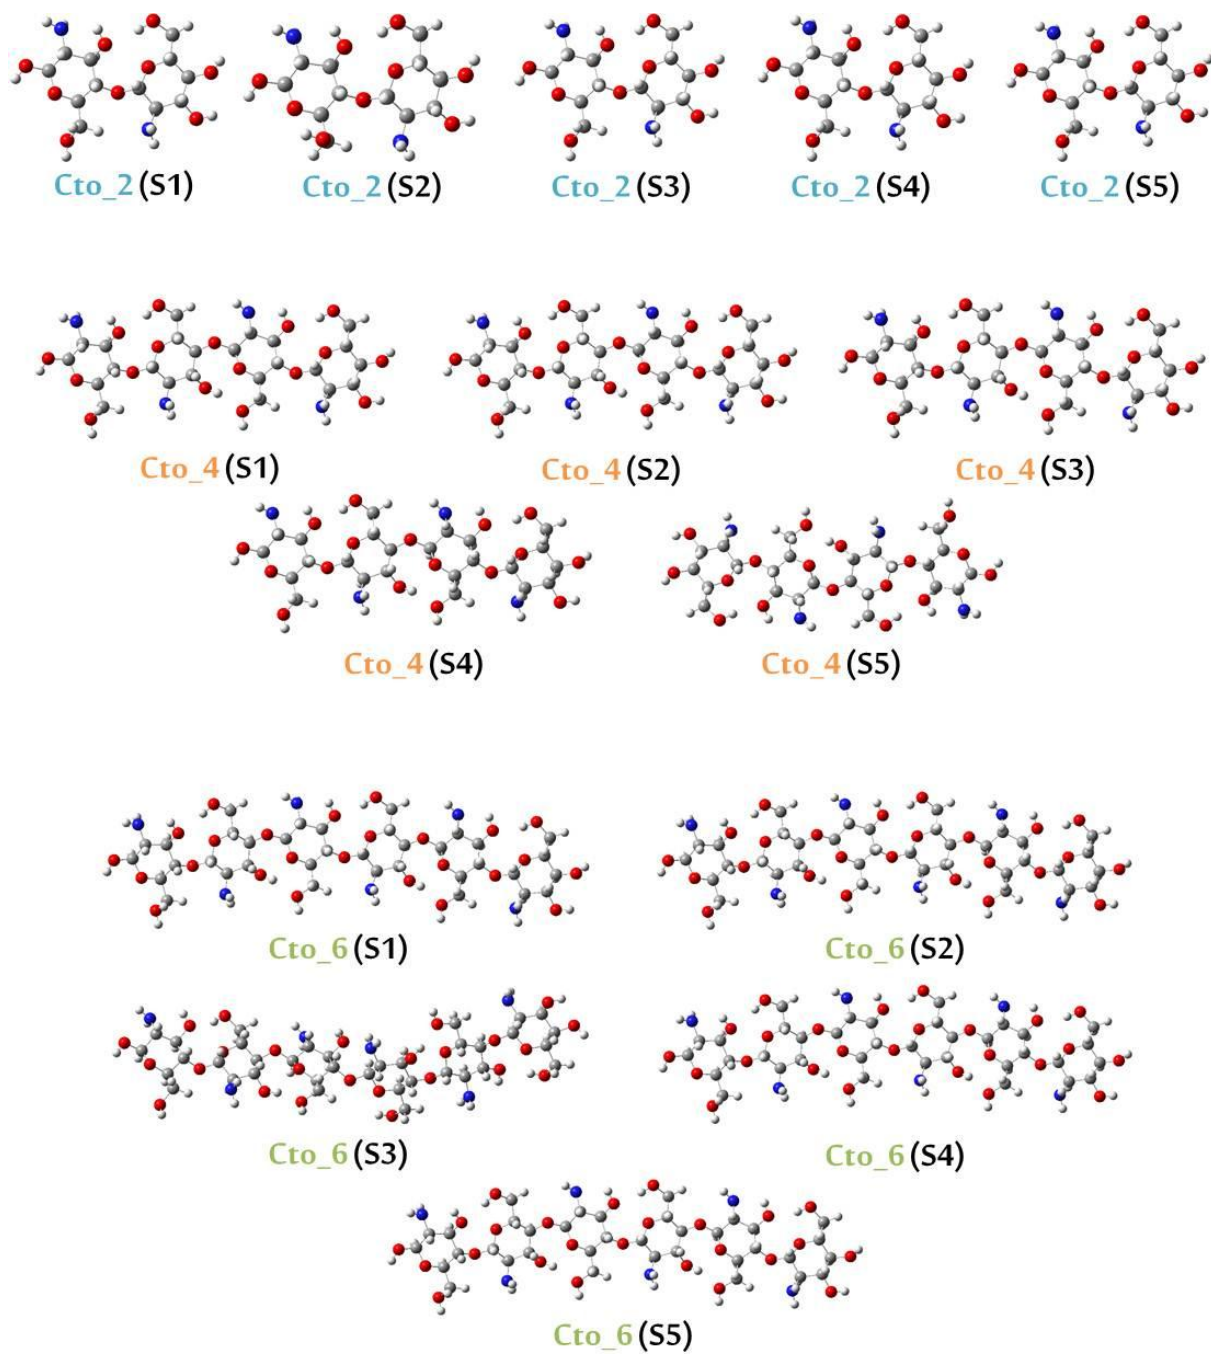 Cto_2 (S1) Cto_2 (S2) Cto_2 (S3) Cto_2 (S4) Cto_2 (S5)
Cto_4 (S1) Cto_4 (S2) Cto_4 (S3)
Cto_4 (S4) Cto_4 (S5)
Cto_6 (S1) Cto_6 (S2)
Cto_6 (S3) Cto_6 (S4)
Cto_6 (S5)